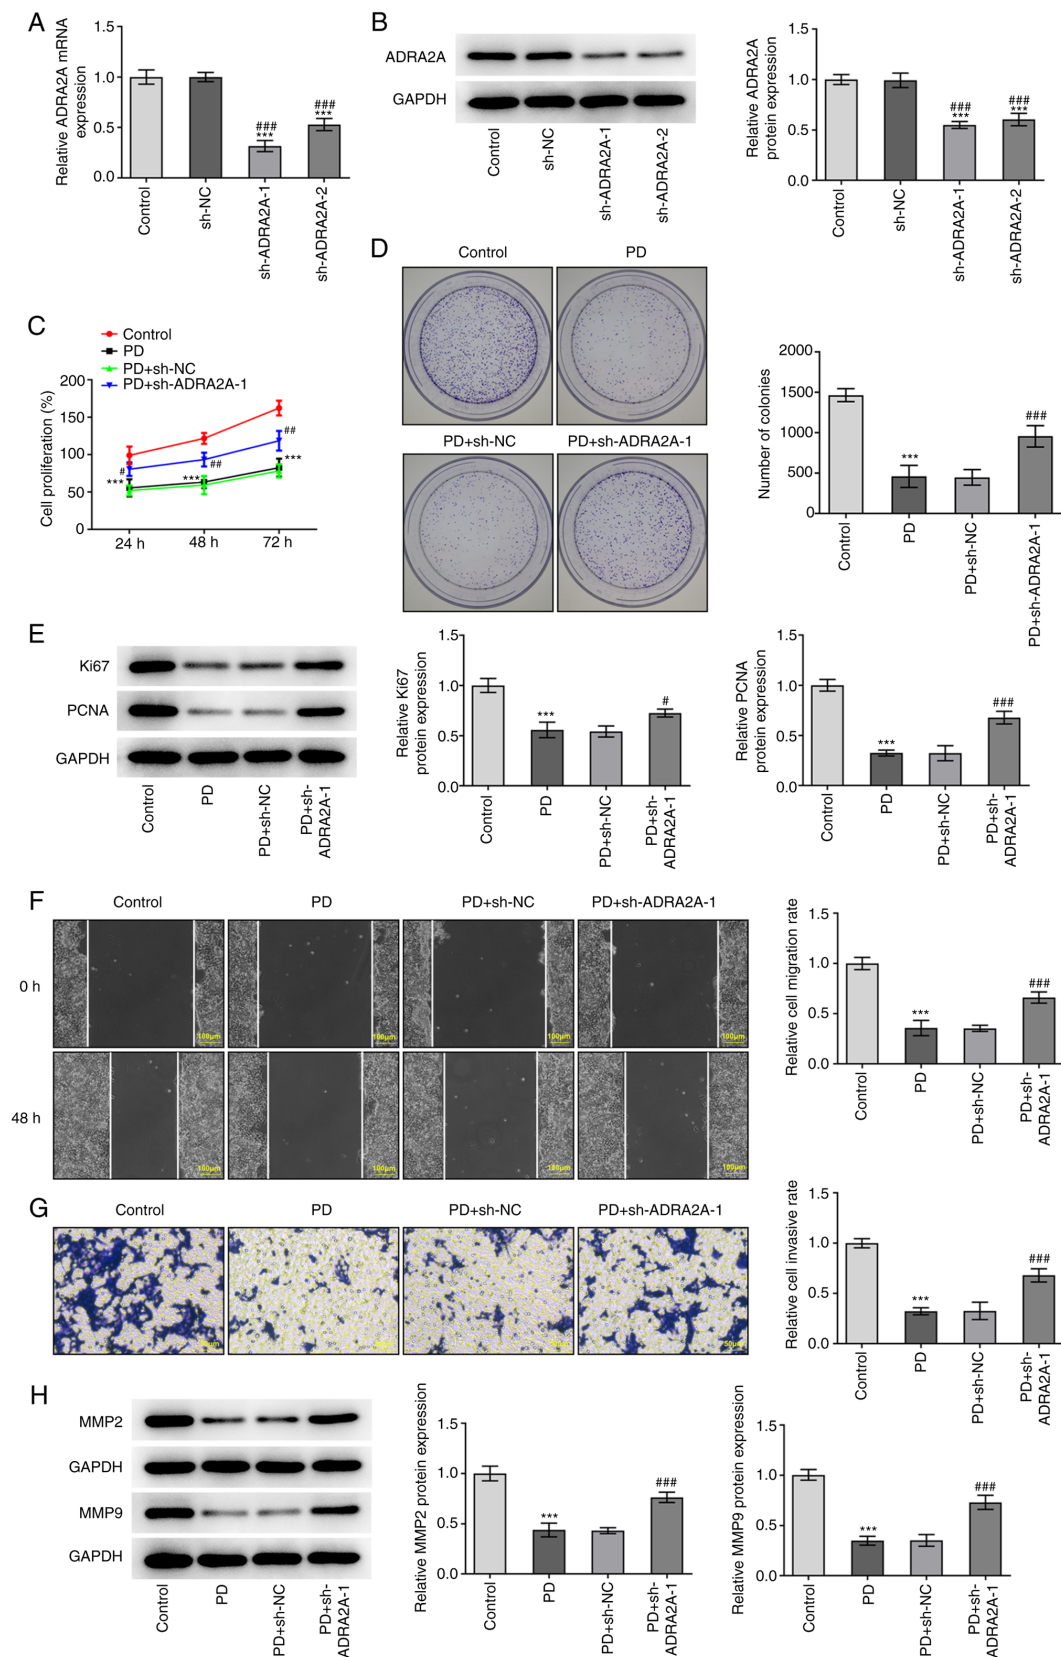 A
Relative ADRA2A mRNA
expression
1.5
1.0
0.5
0.0
###
***
###
***
Control
sh-NC
sh-ADRA2A-1
sh-ADRA2A-2
B
ADRA2A
GAPDH
Control
sh-NC
sh-ADRA2A-1
sh-ADRA2A-2
Relative ADRA2A
protein expression
1.5
1.0
0.5
0.0
###
***
###
***
Control
sh-NC
sh-ADRA2A-1
sh-ADRA2A-2
C
Control
PD
PD+sh-NC
PD+sh-ADRA2A-1
Cell proliferation (%)
200
150
100
50
0
#
***
***
##
##
***
24 h
48 h
72 h
D
Control
PD
PD+sh-NC
PD+sh-ADRA2A-1
Number of colonies
2000
1500
1000
500
0
***
###
Control
PD
PD+sh-NC
PD+sh-ADRA2A-1
E
Ki67
PCNA
GAPDH
Control
PD
PD+sh-NC
PD+sh-
ADRA2A-1
Relative Ki67
protein expression
1.5
1.0
0.5
0.0
***
#
Control
PD
PD+sh-NC
PD+sh-
ADRA2A-1
Relative PCNA
protein expression
1.5
1.0
0.5
0.0
***
###
Control
PD
PD+sh-NC
PD+sh-
ADRA2A-1
F
Control
PD
PD+sh-NC
PD+sh-ADRA2A-1
0 h
100μm
100μm
100μm
100μm
48 h
100μm
100μm
100μm
100μm
Relative cell migration rate
1.5
1.0
0.5
0.0
***
###
Control
PD
PD+sh-NC
PD+sh-
ADRA2A-1
G
Control
PD
PD+sh-NC
PD+sh-ADRA2A-1
Relative cell invasive rate
1.5
1.0
0.5
0.0
***
###
Control
PD
PD+sh-NC
PD+sh-
ADRA2A-1
H
MMP2
GAPDH
MMP9
GAPDH
Control
PD
PD+sh-NC
PD+sh-
ADRA2A-1
Relative MMP2 protein expression
1.5
1.0
0.5
0.0
***
###
Control
PD
PD+sh-NC
PD+sh-
ADRA2A-1
Relative MMP9 protein expression
1.5
1.0
0.5
0.0
***
###
Control
PD
PD+sh-NC
PD+sh-
ADRA2A-1